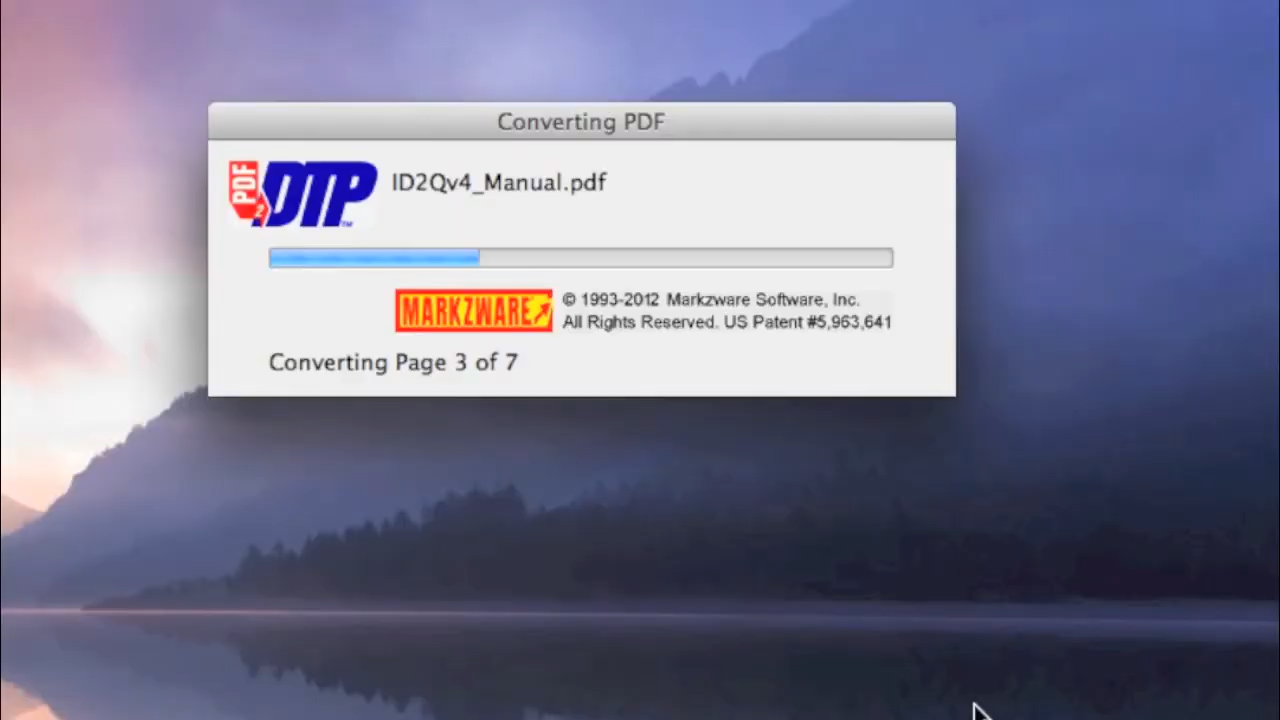 Converting PDF
PDF
2
DTP™
ID2Qv4_Manual.pdf
MARKZWARE
© 1993-2012 Markzware Software, Inc.
All Rights Reserved. US Patent #5,963,641
Converting Page 3 of 7